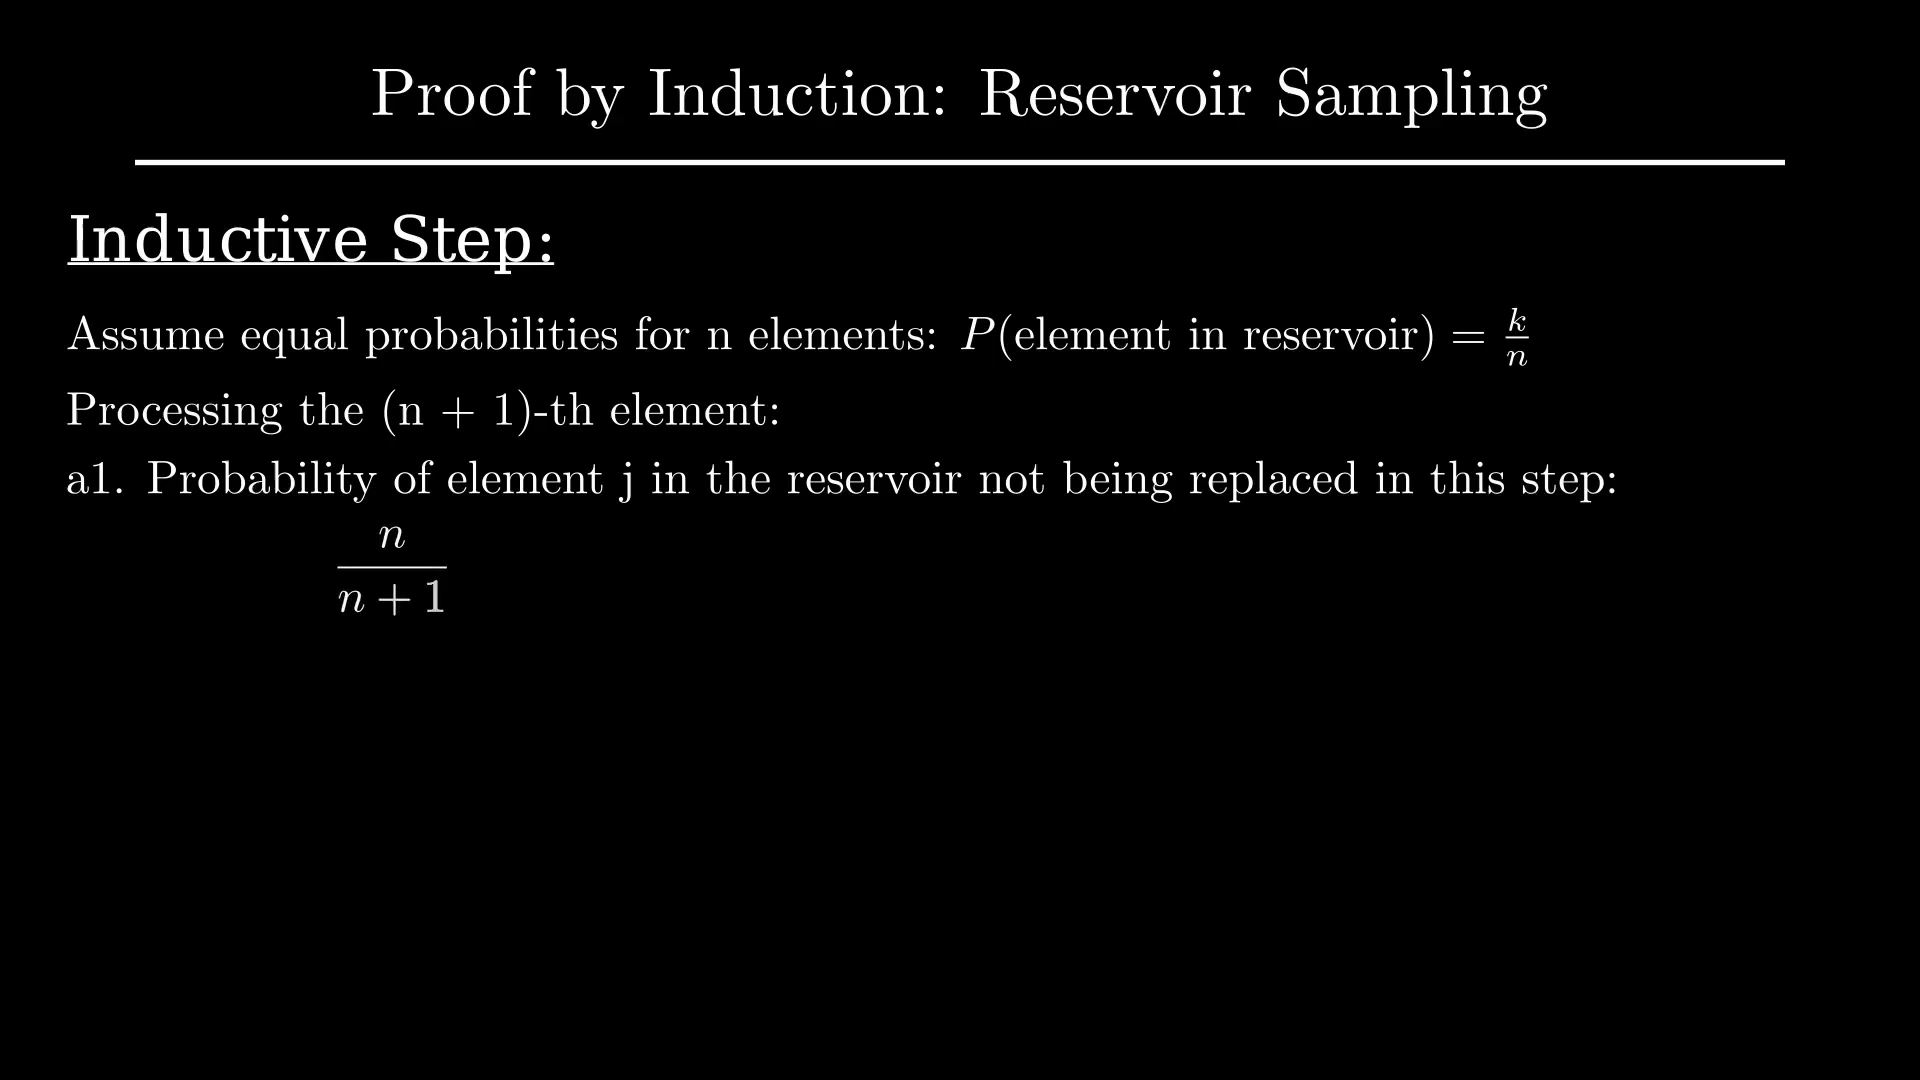 Proof by Induction: Reservoir Sampling
Inductive Step:
Assume equal probabilities for n elements: P(element in reservoir) = k/n
Processing the (n + 1)-th element:
a1. Probability of element j in the reservoir not being replaced in this step:
n
n + 1